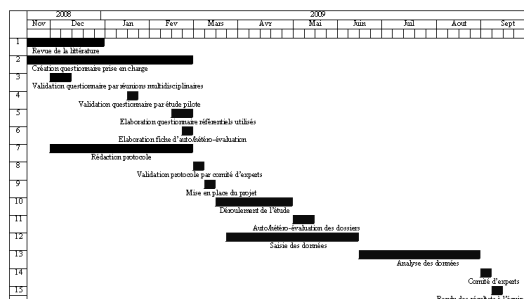 2008 2009
Nov Dec Jan Fev Mars Avr Mai Juin Juil Aout Sept
1
Revue de la littérature
2
Création questionnaire prise en charge
3
Validation questionnaire par réunions multidisciplinaires
4
Validation questionnaire par étude pilote
5
Elaboration questionnaire référentiels utilisés
6
Elaboration fiche d'auto/hétéro-évaluation
7
Rédaction protocole
8
Validation protocole par comité d'experts
9
Mise en place du projet
10
Déroulement de l'étude
11
Auto/hétéro-évaluation des dossiers
12
Saisie des données
13
Analyse des données
14
Comité d'experts
15